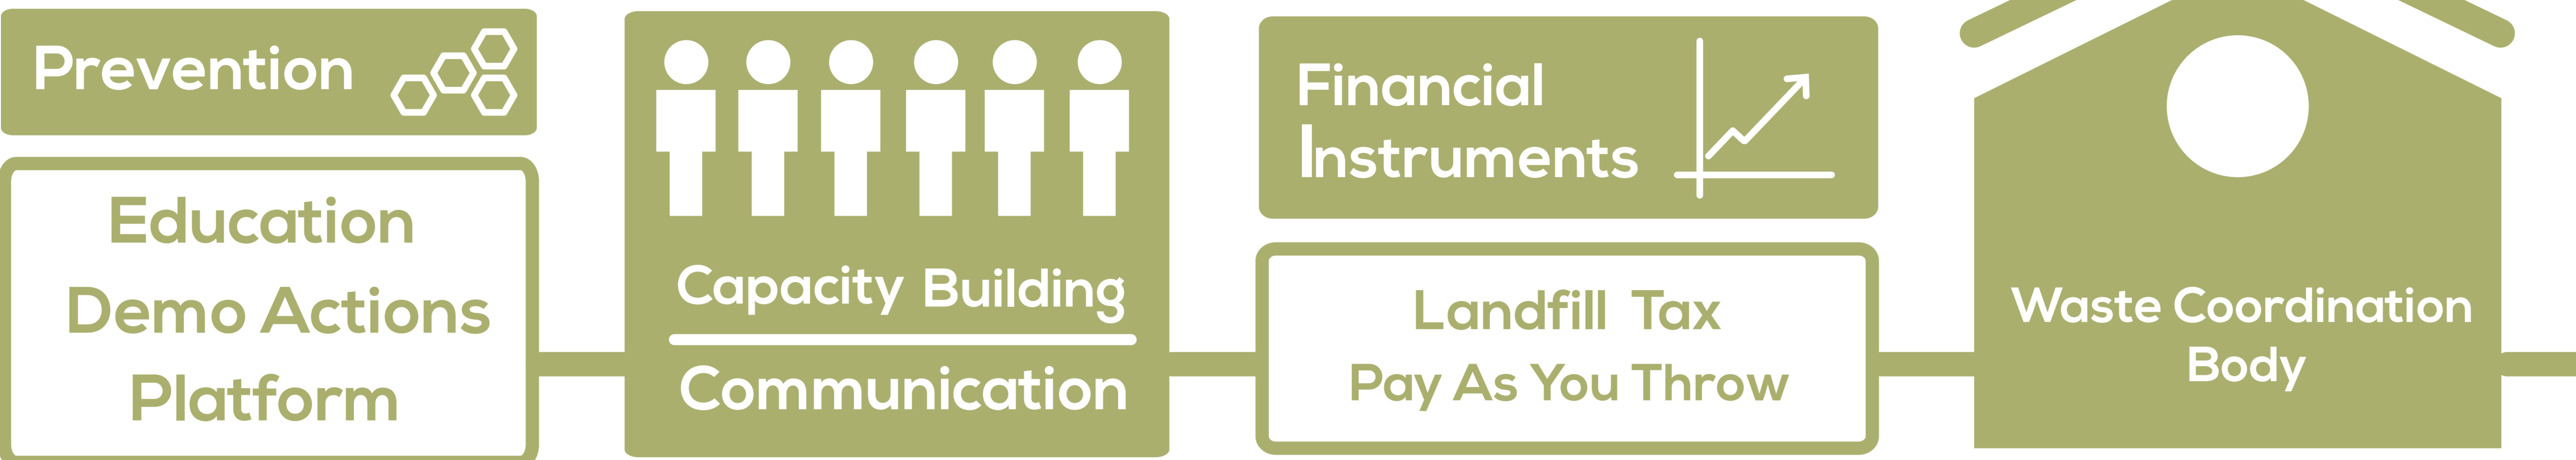 Prevention
Education
Demo Actions
Platform
Capacity Building
Communication
Financial
Instruments
Landfill Tax
Pay As You Throw
Waste Coordination
Body